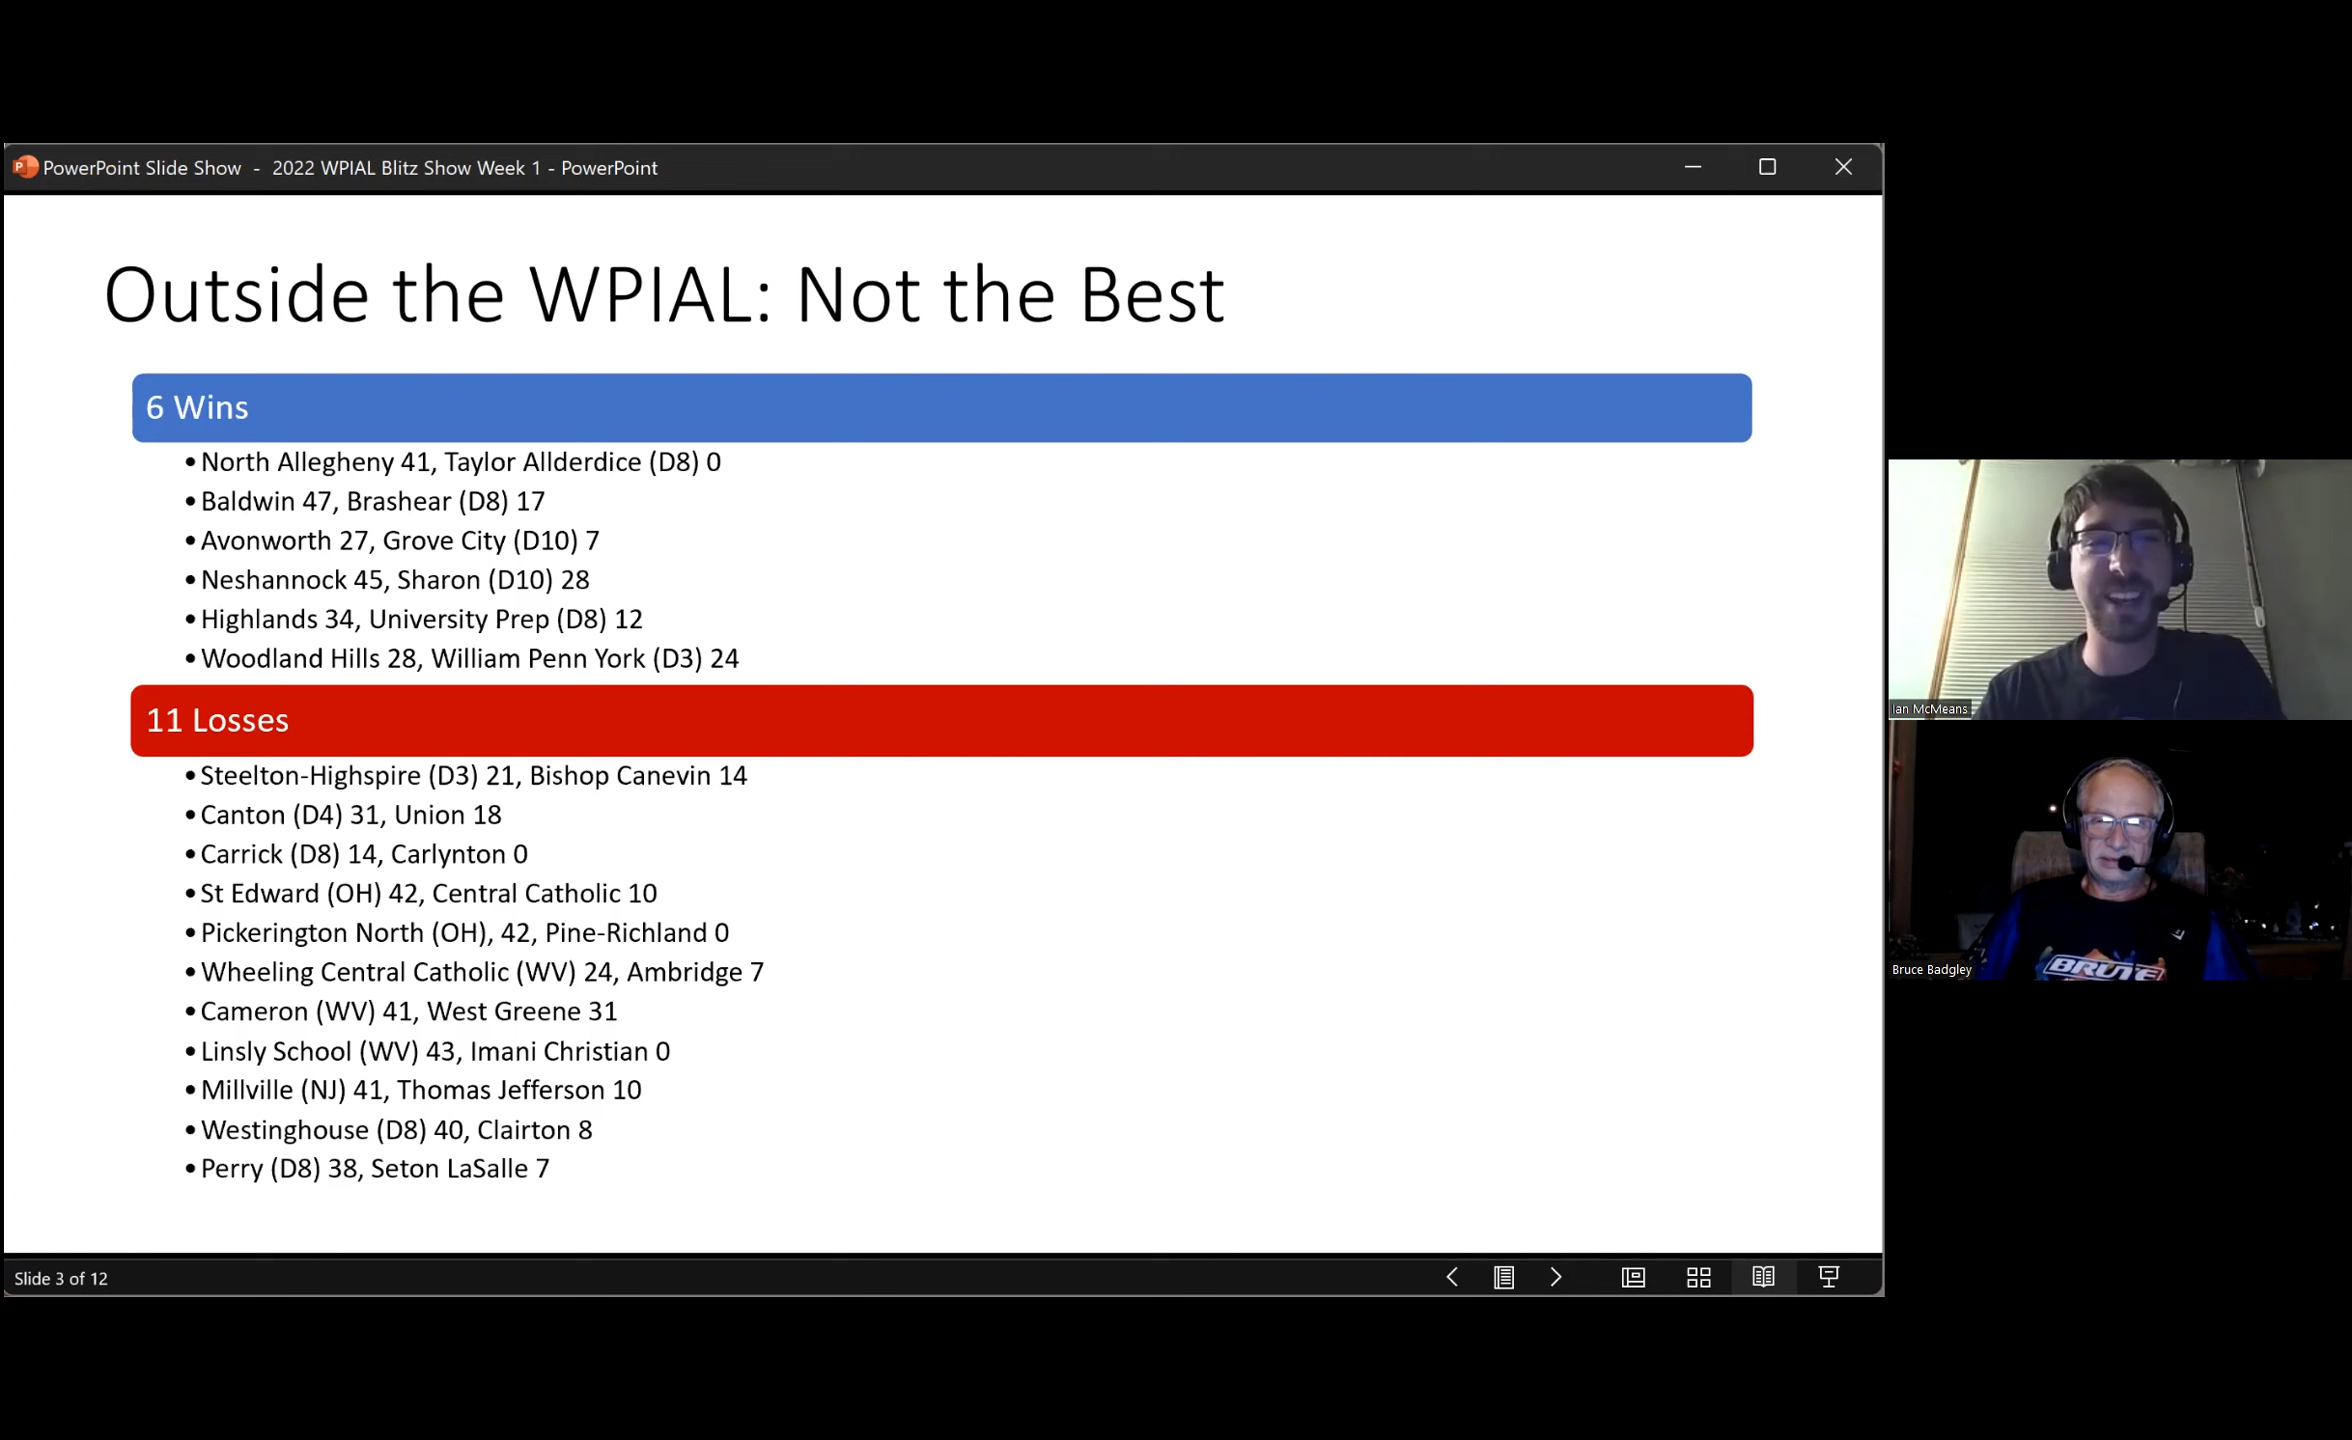 PowerPoint Slide Show - 2022 WPIAL Blitz Show Week 1 - PowerPoint
Outside the WPIAL: Not the Best
6 Wins
• North Allegheny 41, Taylor Allderdice (D8) 0
• Baldwin 47, Brashear (D8) 17
• Avonworth 27, Grove City (D10) 7
• Neshannock 45, Sharon (D10) 28
• Highlands 34, University Prep (D8) 12
• Woodland Hills 28, William Penn York (D3) 24
11 Losses
• Steelton-Highspire (D3) 21, Bishop Canevin 14
• Canton (D4) 31, Union 18
• Carrick (D8) 14, Carlynton 0
• St Edward (OH) 42, Central Catholic 10
• Pickerington North (OH), 42, Pine-Richland 0
• Wheeling Central Catholic (WV) 24, Ambridge 7
• Cameron (WV) 41, West Greene 31
• Linsly School (WV) 43, Imani Christian 0
• Millville (NJ) 41, Thomas Jefferson 10
• Westinghouse (D8) 40, Clairton 8
• Perry (D8) 38, Seton LaSalle 7
Slide 3 of 12
Ian McMeans
BRUTE
Bruce Badgley